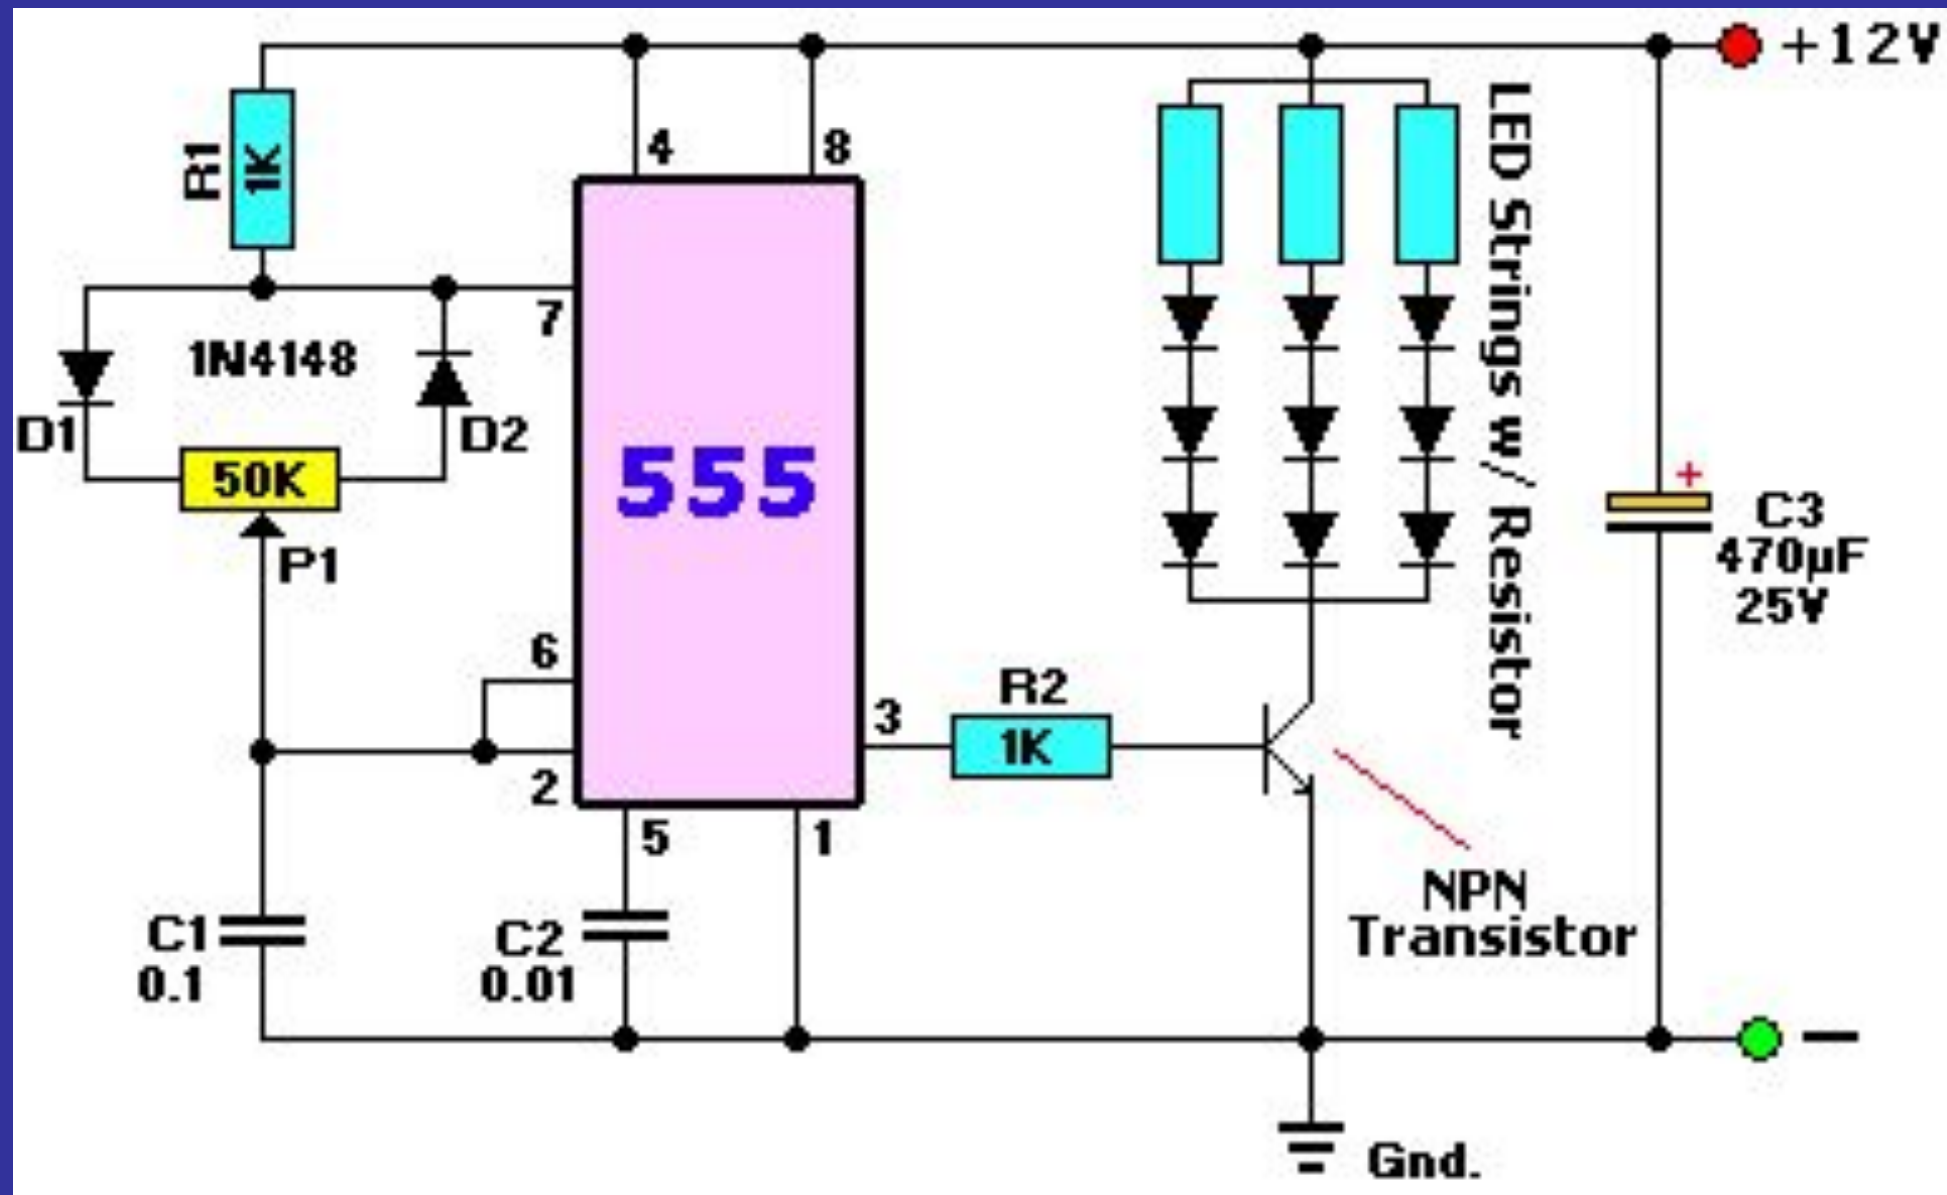 +12V
4
8
R1
1K
7
1N4148
D1
D2
50K
P1
555
6
2
3
R2
1K
5
1
C1
0.1
C2
0.01
LED Strings w/ Resistor
+
C3
470µF
25V
NPN
Transistor
–
Gnd.